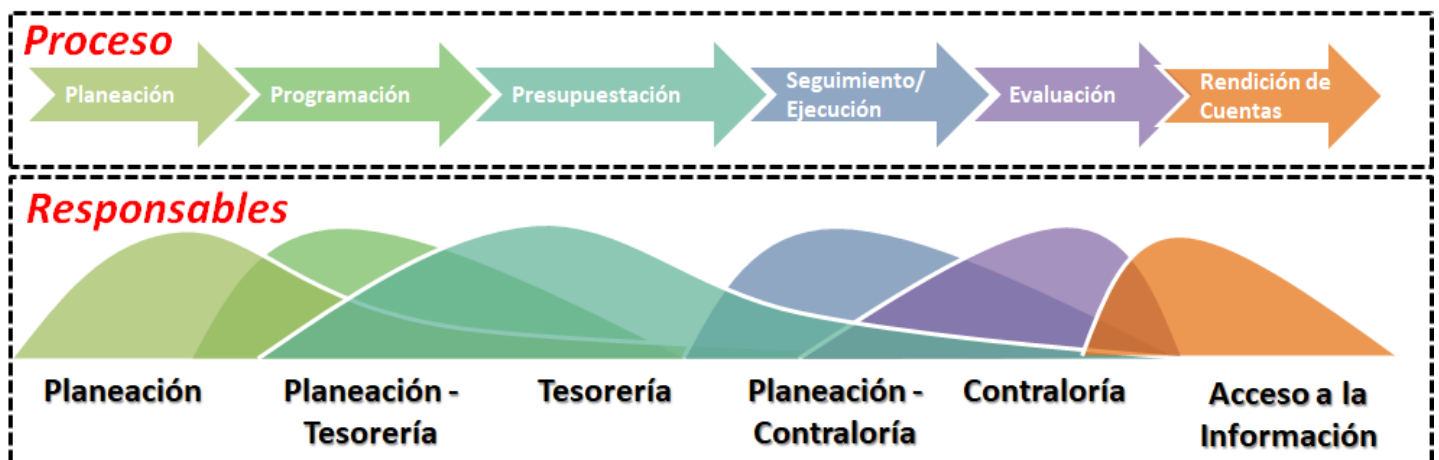 Proceso
Planeación
Programación
Presupuestación
Seguimiento/
Ejecución
Evaluación
Rendición de
Cuentas
Responsables
Planeación
Planeación -
Tesorería
Tesorería
Planeación -
Contraloría
Contraloría
Acceso a la
Información